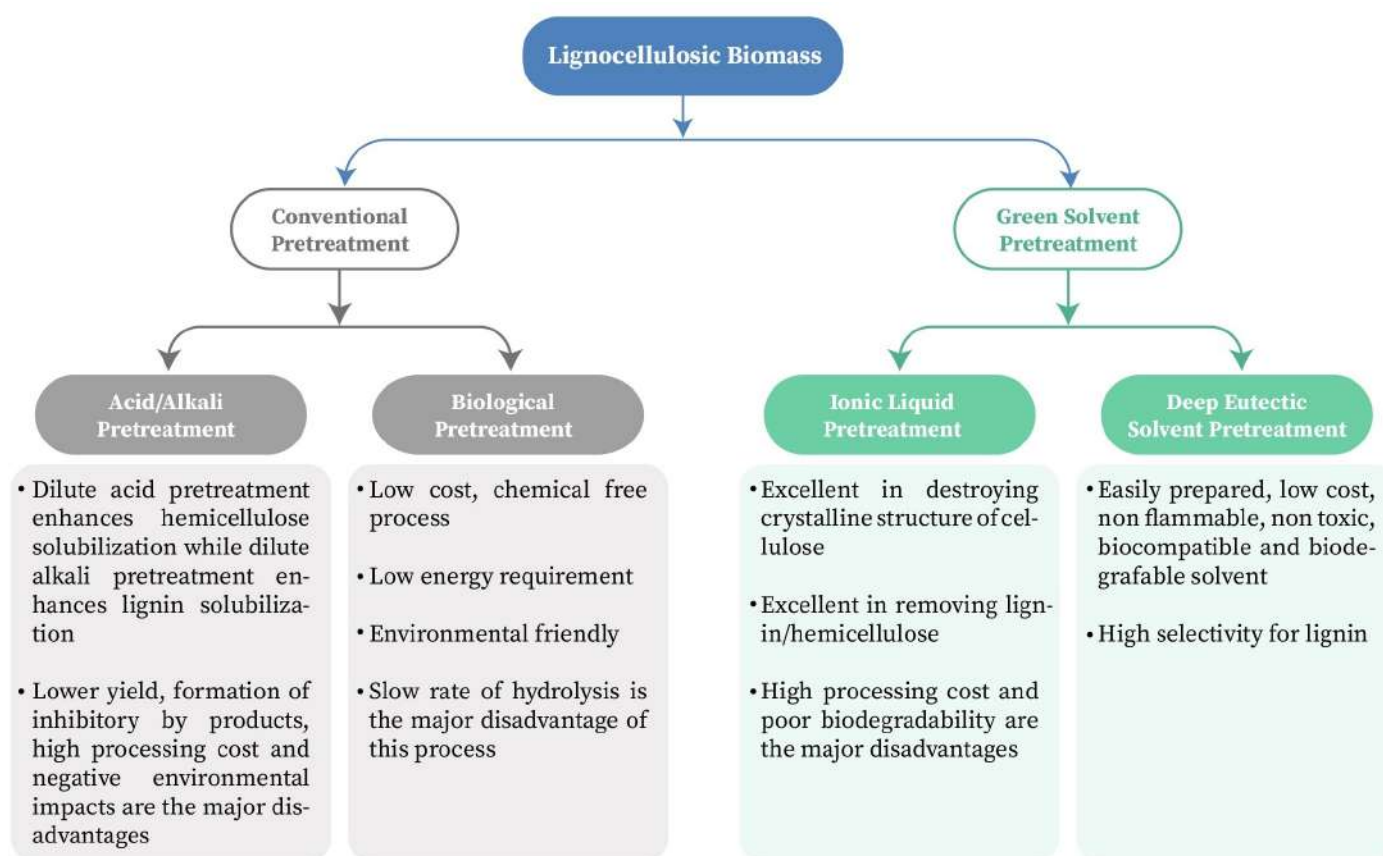 Lignocellulosic Biomass
Conventional
Pretreatment
Green Solvent
Pretreatment
Acid/Alkali
Pretreatment
Biological
Pretreatment
Ionic Liquid
Pretreatment
Deep Eutectic
Solvent Pretreatment
• Dilute acid pretreatment
enhances hemicellulose
solubilization while dilute
alkali pretreatment en-
hances lignin solubiliza-
tion
• Lower yield, formation of
inhibitory by products,
high processing cost and
negative environmental
impacts are the major dis-
advantages
• Low cost, chemical free
process
• Low energy requirement
• Environmental friendly
• Slow rate of hydrolysis is
the major disadvantage of
this process
• Excellent in destroying
crystalline structure of cel-
lulose
• Excellent in removing lign-
in/hemicellulose
• High processing cost and
poor biodegradability are
the major disadvantages
• Easily prepared, low cost,
non flammable, non toxic,
biocompatible and biode-
grafable solvent
• High selectivity for lignin